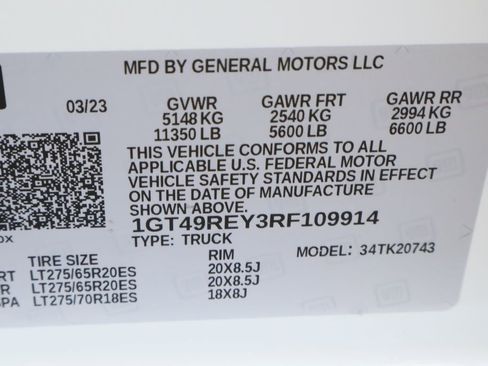 MFD BY GENERAL MOTORS LLC
03/23 GVWR GAWR FRT GAWR RR
5148 KG 2540 KG 2994 KG
11350 LB 5600 LB 6600 LB
THIS VEHICLE CONFORMS TO ALL
APPLICABLE U.S. FEDERAL MOTOR
VEHICLE SAFETY STANDARDS IN EFFECT
ON THE DATE OF MANUFACTURE
SHOWN ABOVE.
1GT49REY3RF109914
TYPE: TRUCK MODEL: 34TK20743
TIRE SIZE RIM
RT LT275/65R20ES 20X8.5J
R LT275/65R20ES 20X8.5J
SPA LT275/70R18ES 18X8J